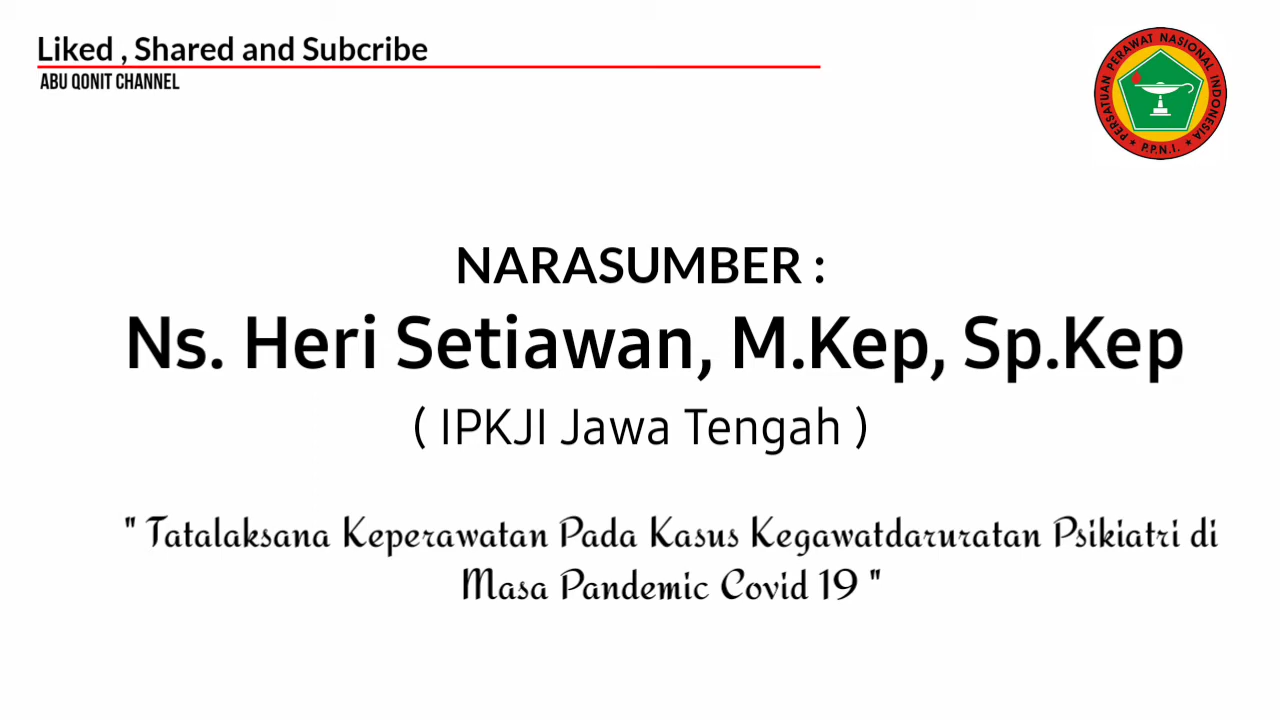 Liked , Shared and Subcribe
ABU QONIT CHANNEL
PERSATUAN PERAWAT NASIONAL INDONESIA
P.P.N.I.
NARASUMBER :
Ns. Heri Setiawan, M.Kep, Sp.Kep
( IPKJI Jawa Tengah )
" Tatalaksana Keperawatan Pada Kasus Kegawatdaruratan Psikiatri di
Masa Pandemic Covid 19 "